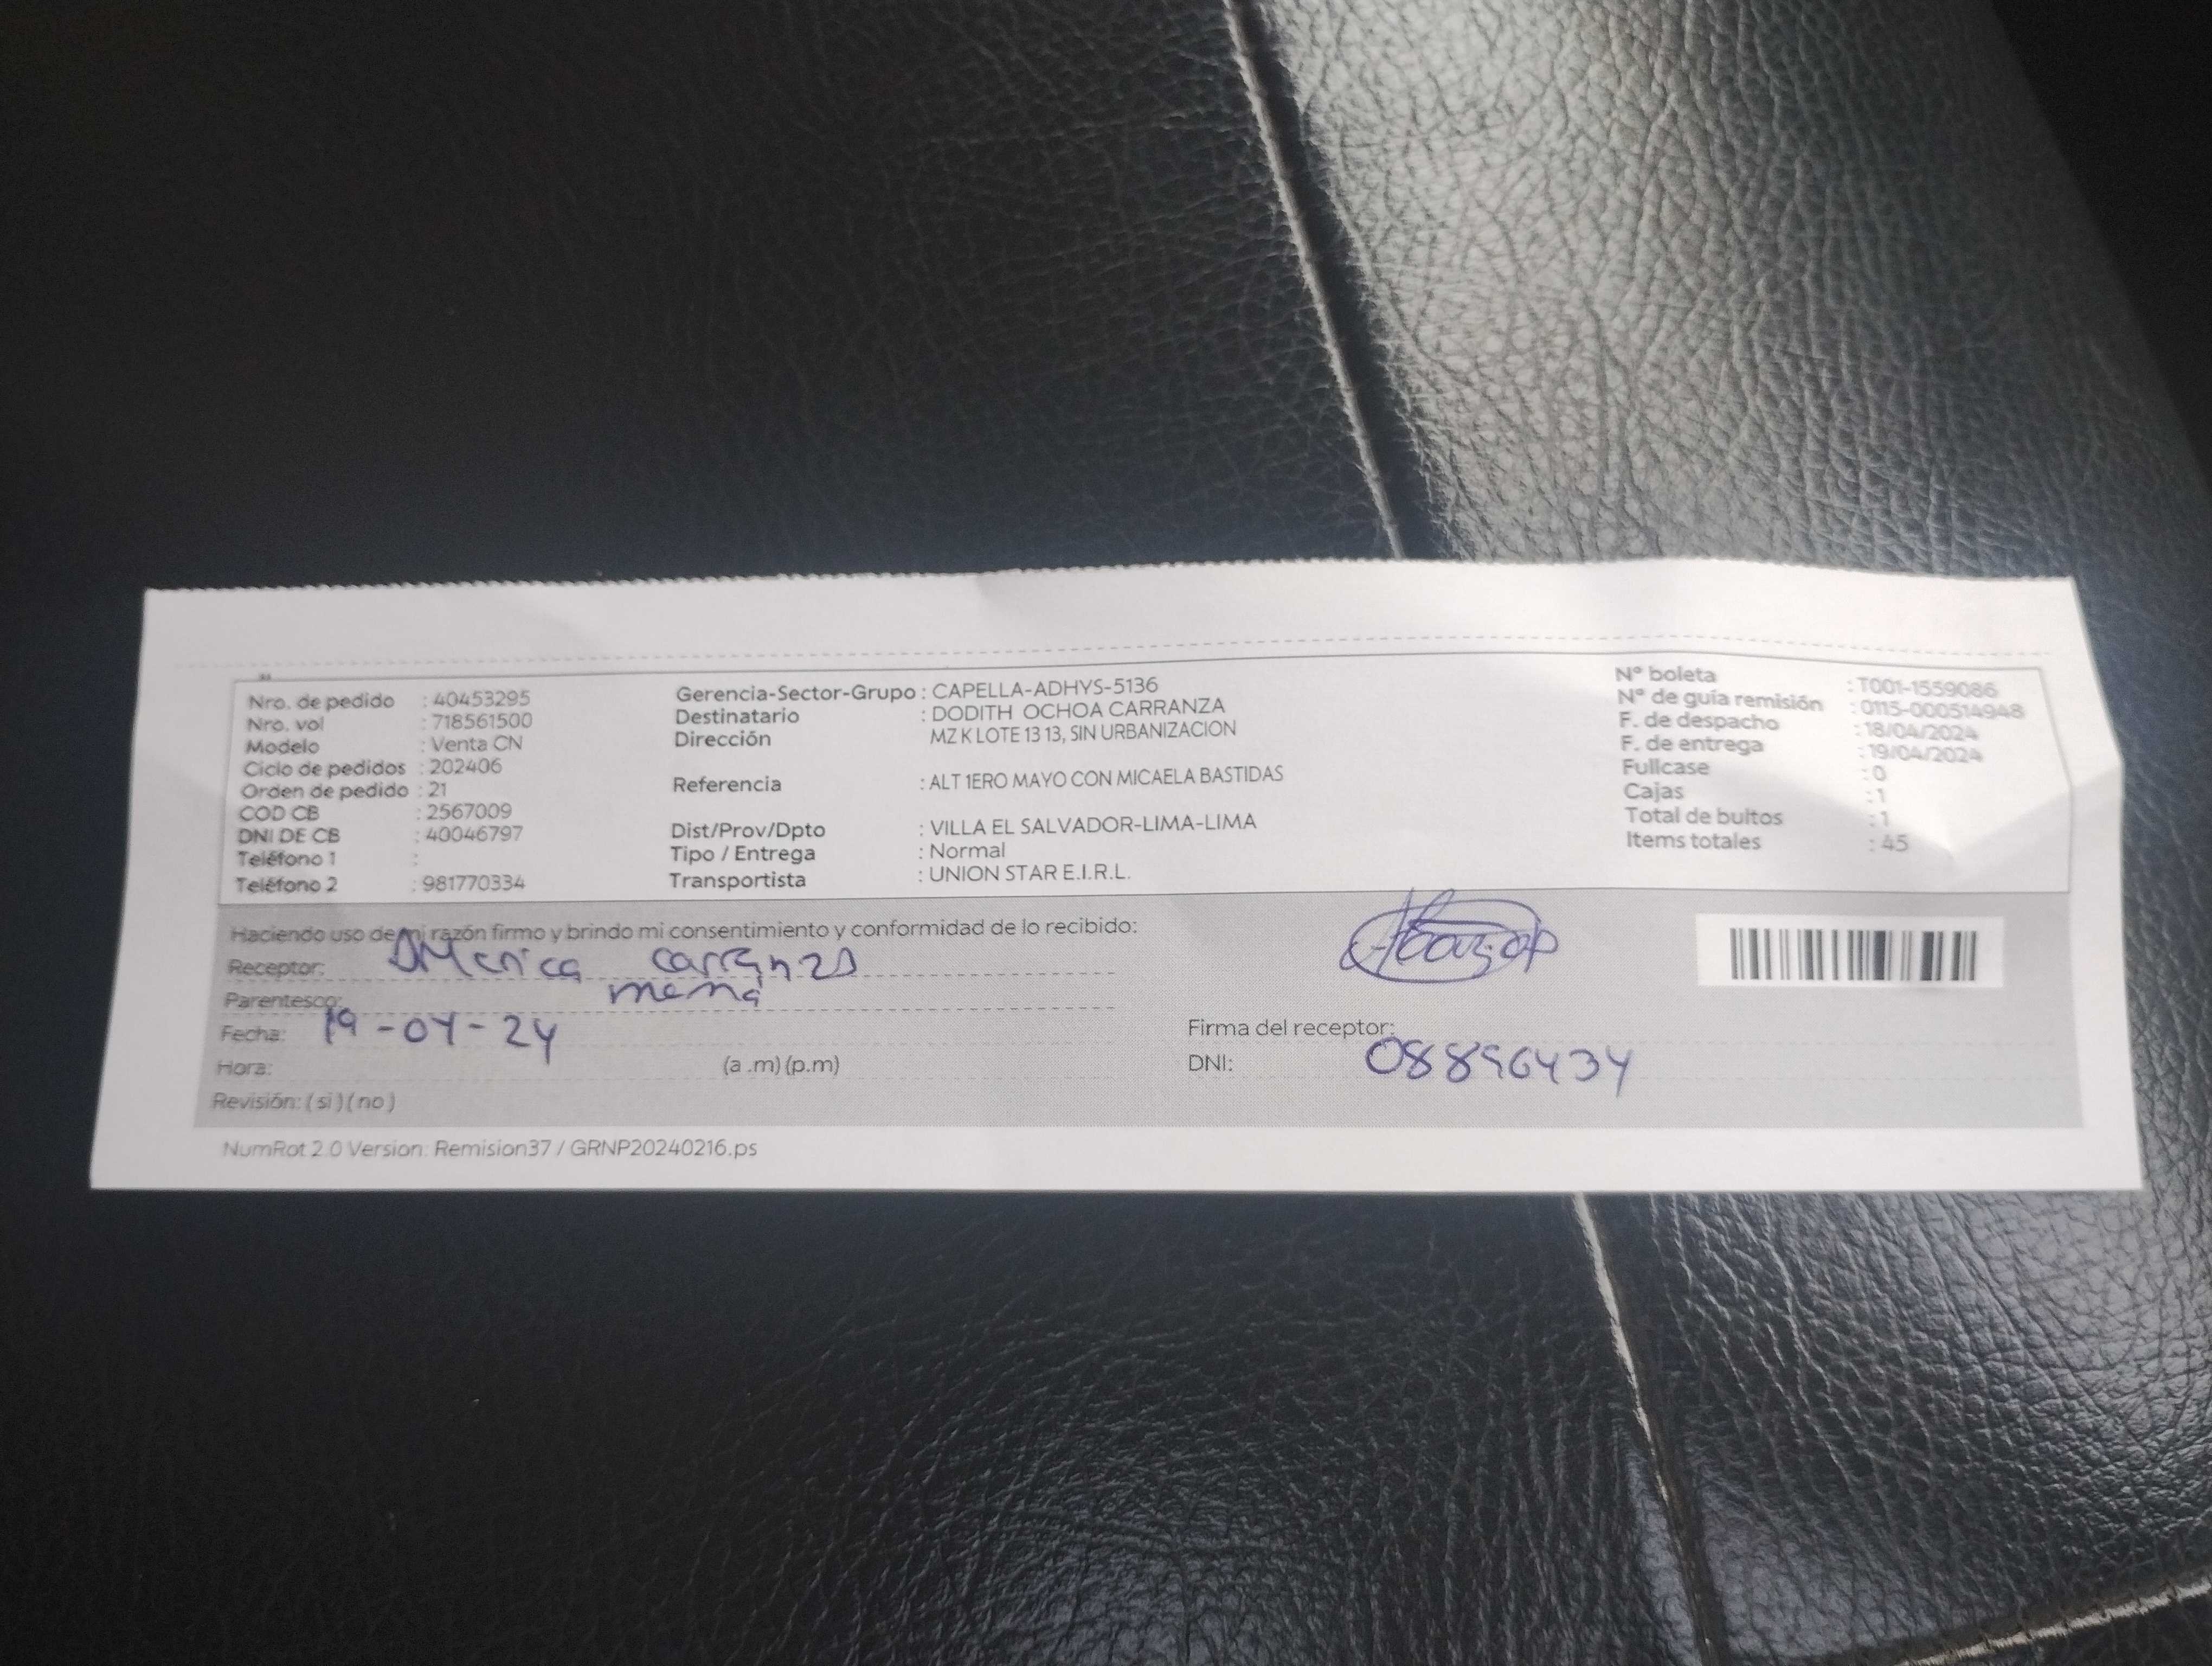 Nro. de pedido : 40453295
Nro. vol : 718561500
Modelo : Venta CN
Ciclo de pedidos : 202406
Orden de pedido : 21
COD CB : 2567009
DNI DE CB : 40046797
Teléfono 1 :
Teléfono 2 : 981770334
Gerencia-Sector-Grupo : CAPELLA-ADHYS-5136
Destinatario : DODITH OCHOA CARRANZA
Dirección MZ K LOTE 13 13, SIN URBANIZACION
Referencia : ALT 1ERO MAYO CON MICAELA BASTIDAS
Dist/Prov/Dpto : VILLA EL SALVADOR-LIMA-LIMA
Tipo / Entrega : Normal
Transportista : UNION STAR E.I.R.L.
N° boleta : T001-1559086
N° de guía remisión : 0115-000514948
F. de despacho : 18/04/2024
F. de entrega : 19/04/2024
Fullcase : 0
Cajas : 1
Total de bultos : 1
Items totales : 45
Haciendo uso de mi razón firmo y brindo mi consentimiento y conformidad de lo recibido:
Receptor: AMerica Carranza
Parentesco: mamá
Fecha: 19-04-24
Hora: (a .m) (p.m)
Revisión: ( si ) ( no )
Firma del receptor:
DNI: 08896434
NumRot 2.0 Version: Remision37 / GRNP20240216.ps